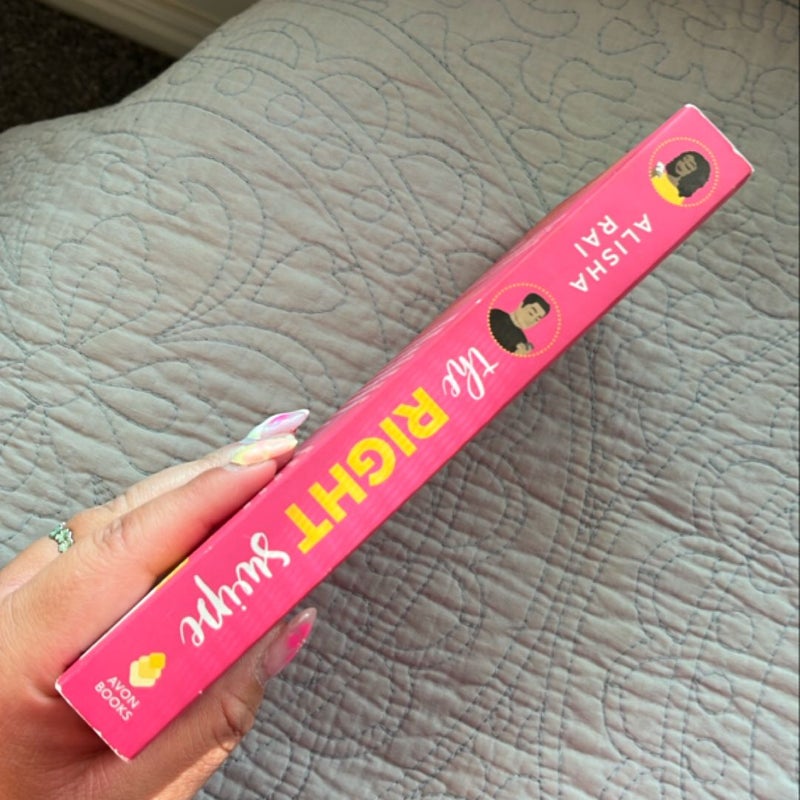 ALISHA
RAI
the
RIGHT
swipe
AVON
BOOKS